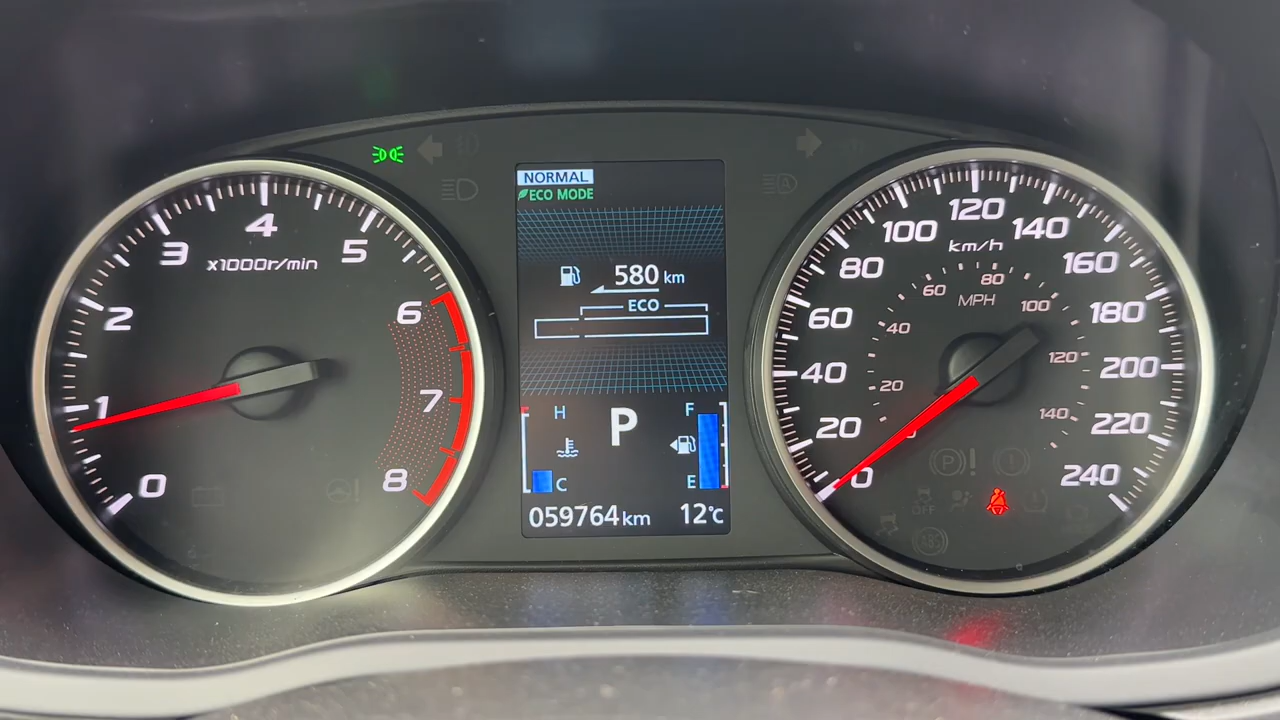 NORMAL
ECO MODE
580 km
ECO
H
C
P
F
E
059764 km
12°C
0
1
2
3
4
5
6
7
8
x1000r/min
0
20
40
60
80
100
120
140
160
180
200
220
240
km/h
MPH
20
40
60
80
100
120
140
(P)!
OFF
ABS